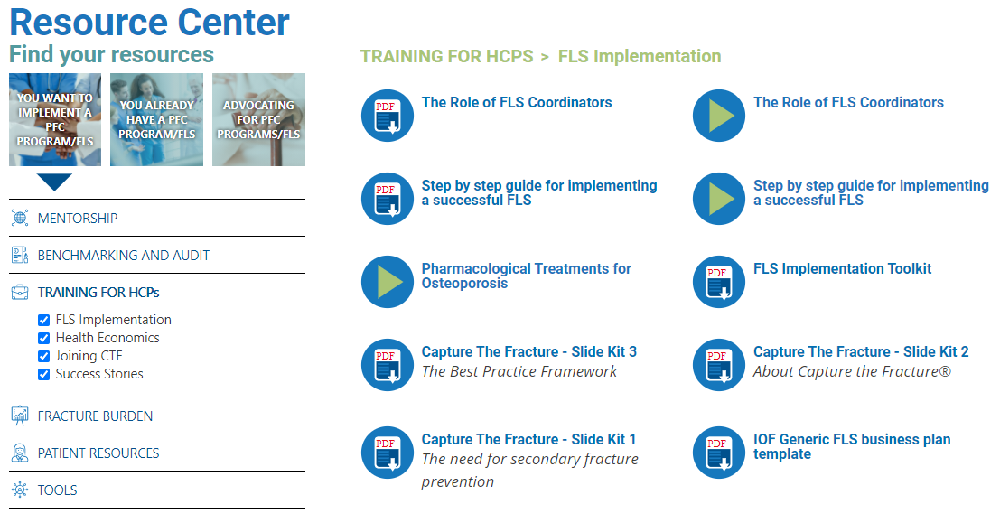 Resource Center
Find your resources
YOU WANT TO
IMPLEMENT A
PFC
PROGRAM/FLS
YOU ALREADY
HAVE A PFC
PROGRAM/FLS
ADVOCATING
FOR PFC
PROGRAMS/FLS
MENTORSHIP
BENCHMARKING AND AUDIT
TRAINING FOR HCPs
FLS Implementation
Health Economics
Joining CTF
Success Stories
FRACTURE BURDEN
PATIENT RESOURCES
TOOLS
TRAINING FOR HCPS > FLS Implementation
PDF
The Role of FLS Coordinators
The Role of FLS Coordinators
PDF
Step by step guide for implementing
a successful FLS
Step by step guide for implementing
a successful FLS
Pharmacological Treatments for
Osteoporosis
PDF
FLS Implementation Toolkit
PDF
Capture The Fracture - Slide Kit 3
The Best Practice Framework
PDF
Capture The Fracture - Slide Kit 2
About Capture the Fracture®
PDF
Capture The Fracture - Slide Kit 1
The need for secondary fracture
prevention
PDF
IOF Generic FLS business plan
template